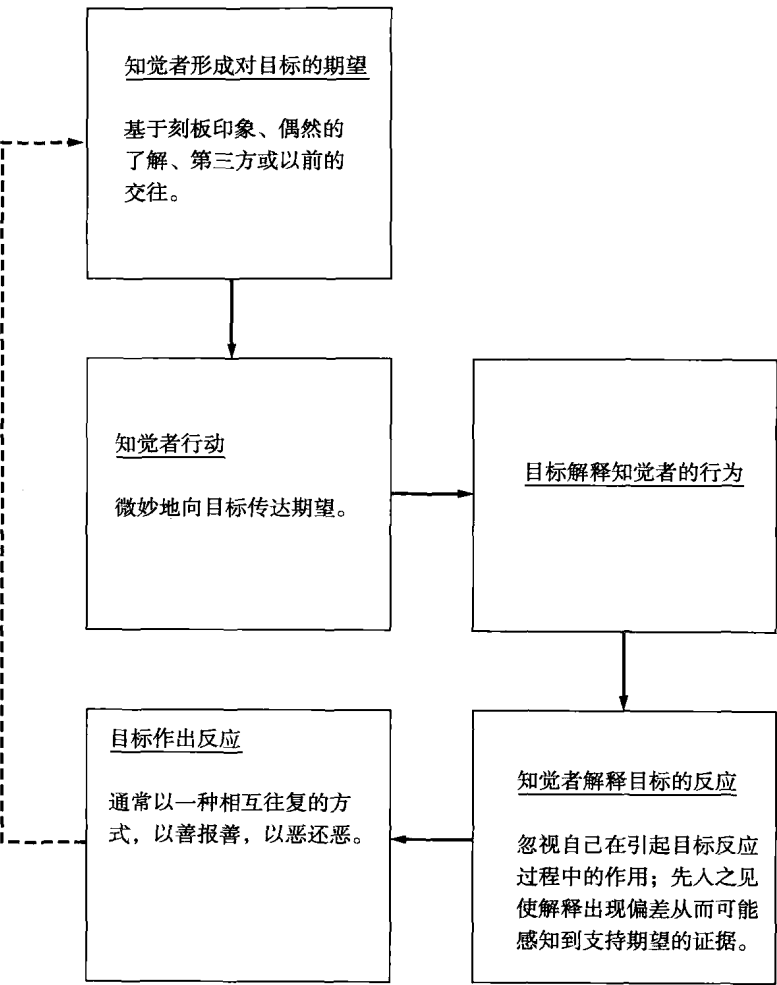 知觉者形成对目标的期望
基于刻板印象、偶然的
了解、第三方或以前的
交往。
知觉者行动
微妙地向目标传达期望。
目标解释知觉者的行为
目标作出反应
通常以一种相互往复的方
式，以善报善，以恶还恶。
知觉者解释目标的反应
忽视自己在引起目标反应
过程中的作用；先入之见
使解释出现偏差从而可能
感知到支持期望的证据。